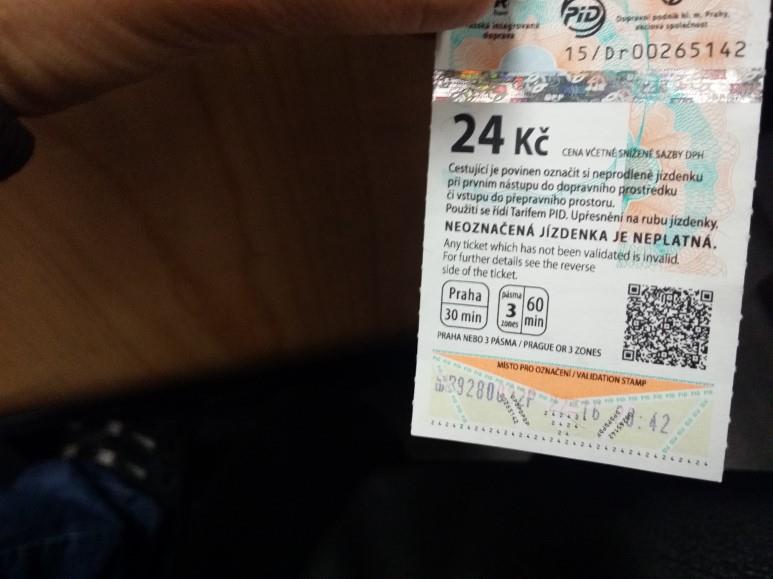 PID
Dopravní podnik hl. m. Prahy,
doprava
akciová společnost
15/Dr00265142
24 Kč CENA VČETNĚ SNÍŽENÉ SAZBY DPH
Cestující je povinen označit si neprodleně jízdenku
při prvním nástupu do dopravního prostředku
či vstupu do přepravního prostoru.
Použití se řídí Tarifem PID. Upřesnění na rubu jízdenky.
NEOZNAČENÁ JÍZDENKA JE NEPLATNÁ.
Any ticket which has not been validated is invalid.
For further details see the reverse
side of the ticket.
Praha
30 min
pásma
3
zones
60
min
PRAHA NEBO 3 PÁSMA / PRAGUE OR 3 ZONES
MÍSTO PRO OZNAČENÍ / VALIDATION STAMP